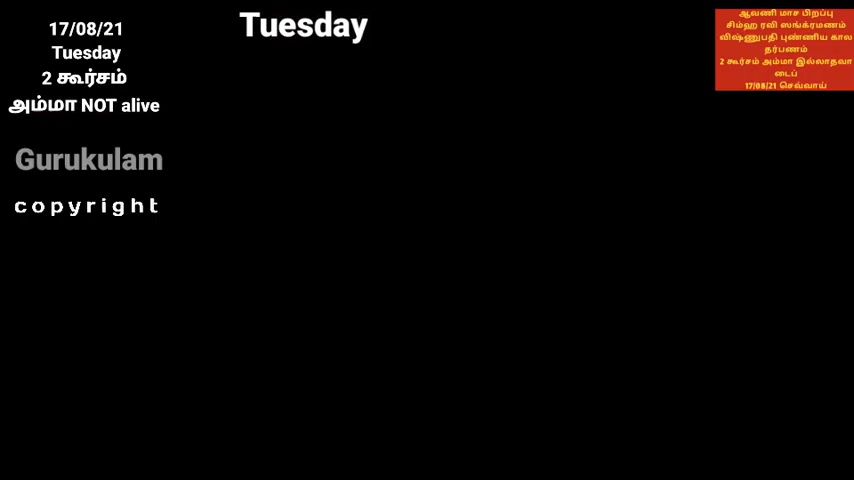 17/08/21
Tuesday
2 கூர்சம்
அம்மா NOT alive
Gurukulam
copyright
Tuesday
ஆவணி மாச பிறப்பு
சிம்ஹ ரவி ஸங்க்ரமணம்
விஷ்ணுபதி புண்ணிய கால
தர்பணம்
2 கூர்சம் அம்மா இல்லாதவா
டைப்
17/08/21 செவ்வாய்